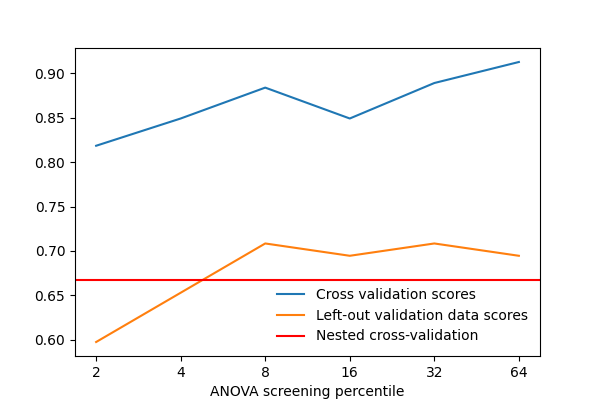 0.90
0.85
0.80
0.75
0.70
0.65
0.60
Cross validation scores
Left-out validation data scores
Nested cross-validation
2 4 8 16 32 64
ANOVA screening percentile